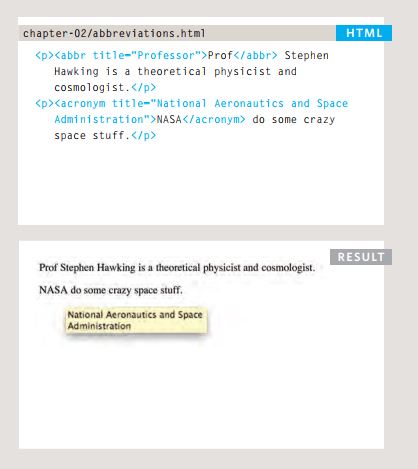 chapter-02/abbreviations.html HTML
<p><abbr title="Professor">Prof</abbr> Stephen
Hawking is a theoretical physicist and
cosmologist.</p>
<p><acronym title="National Aeronautics and Space
Administration">NASA</acronym> do some crazy
space stuff.</p>
RESULT
Prof Stephen Hawking is a theoretical physicist and cosmologist.
NASA do some crazy space stuff.
National Aeronautics and Space
Administration